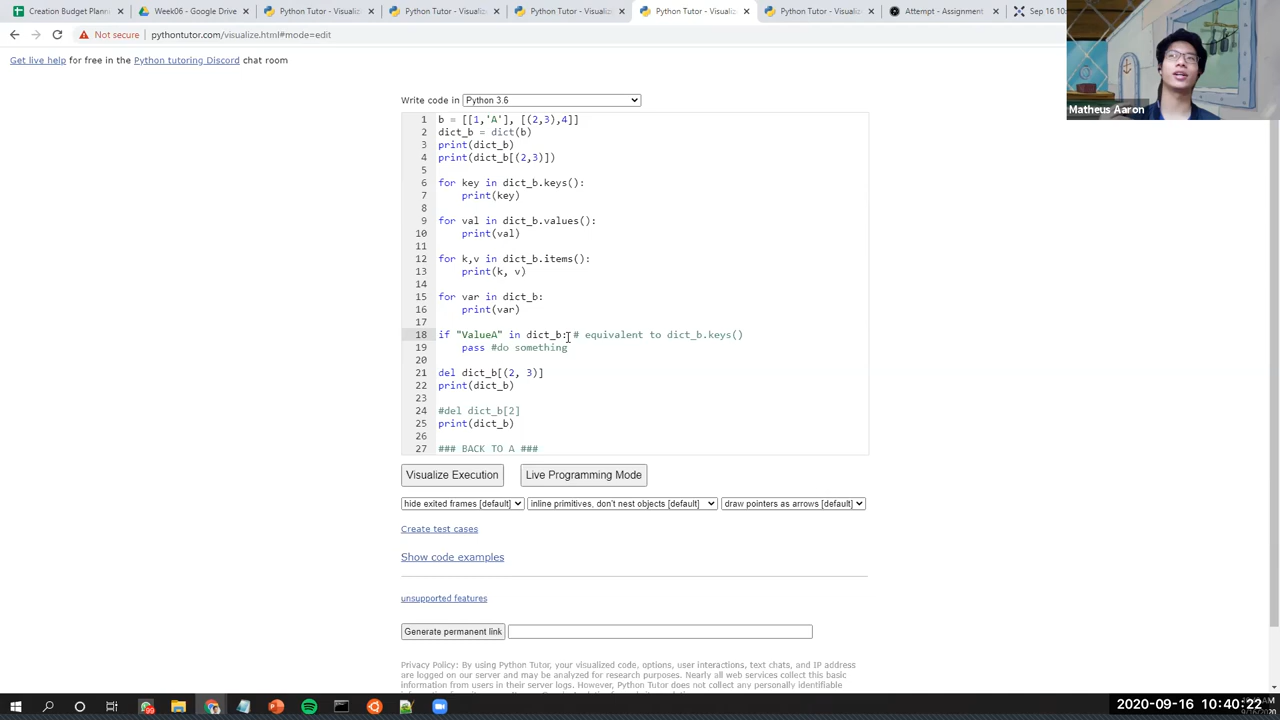 Creation Budget Planning
Week06 - Google Drive
Python Tutor - Visualize
Python Tutor - Visualize
Python Tutor - Visualize
Python Tutor - Visualize
Python Tutor - Visualize
Attempt - Assignment
Sep 16 10:
Not secure | pythontutor.com/visualize.html#mode=edit
Get live help for free in the Python tutoring Discord chat room
Matheus Aaron
Write code in Python 3.6
1 b = [[1,'A'], [(2,3),4]]
2 dict_b = dict(b)
3 print(dict_b)
4 print(dict_b[(2,3)])
5
6 for key in dict_b.keys():
7 print(key)
8
9 for val in dict_b.values():
10 print(val)
11
12 for k,v in dict_b.items():
13 print(k, v)
14
15 for var in dict_b:
16 print(var)
17
18 if "ValueA" in dict_b: # equivalent to dict_b.keys()
19 pass #do something
20
21 del dict_b[(2, 3)]
22 print(dict_b)
23
24 #del dict_b[2]
25 print(dict_b)
26
27 ### BACK TO A ###
Visualize Execution Live Programming Mode
hide exited frames [default] inline primitives, don't nest objects [default] draw pointers as arrows [default]
Create test cases
Show code examples
unsupported features
Generate permanent link
Privacy Policy: By using Python Tutor, your visualized code, options, user interactions, text chats, and IP address
are logged on our server and may be analyzed for research purposes. Nearly all web services collect this basic
information from users in their server logs. However, Python Tutor does not collect any personally identifiable
2020-09-16 10:40:22